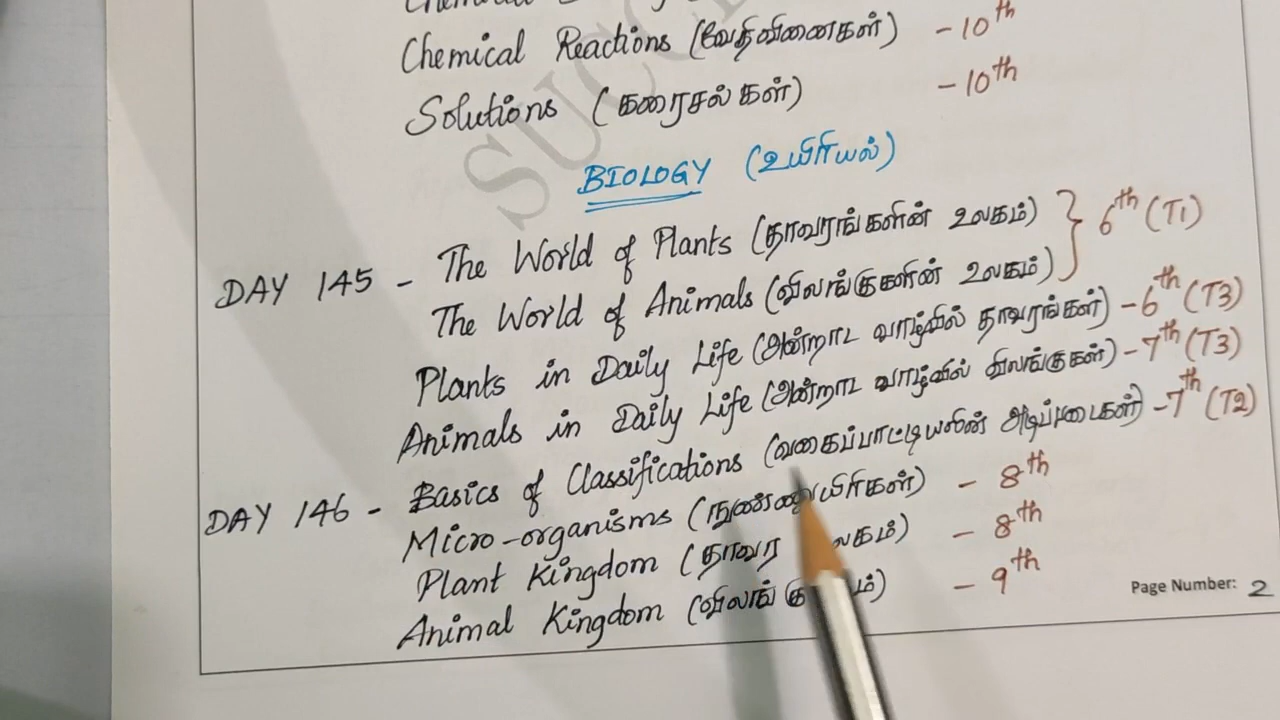 Chemical Reactions (வேதிவினைகள்) - 10th
Solutions (கரைசல்கள்) - 10th
BIOLOGY (உயிரியல்)
DAY 145 - The World of Plants (தாவரங்களின் உலகம்) } 6th (T1)
The World of Animals (விலங்குகளின் உலகம்)
Plants in Daily Life (அன்றாட வாழ்வில் தாவரங்கள்) - 6th (T3)
Animals in Daily Life (அன்றாட வாழ்வில் விலங்குகள்) - 7th (T3)
DAY 146 - Basics of Classifications (வகைப்பாட்டியலின் அடிப்படைகள்) - 7th (T2)
Micro-organisms (நுண்ணுயிரிகள்) - 8th
Plant Kingdom (தாவர லகம்) - 8th
Animal Kingdom - 9th
Page Number: 2